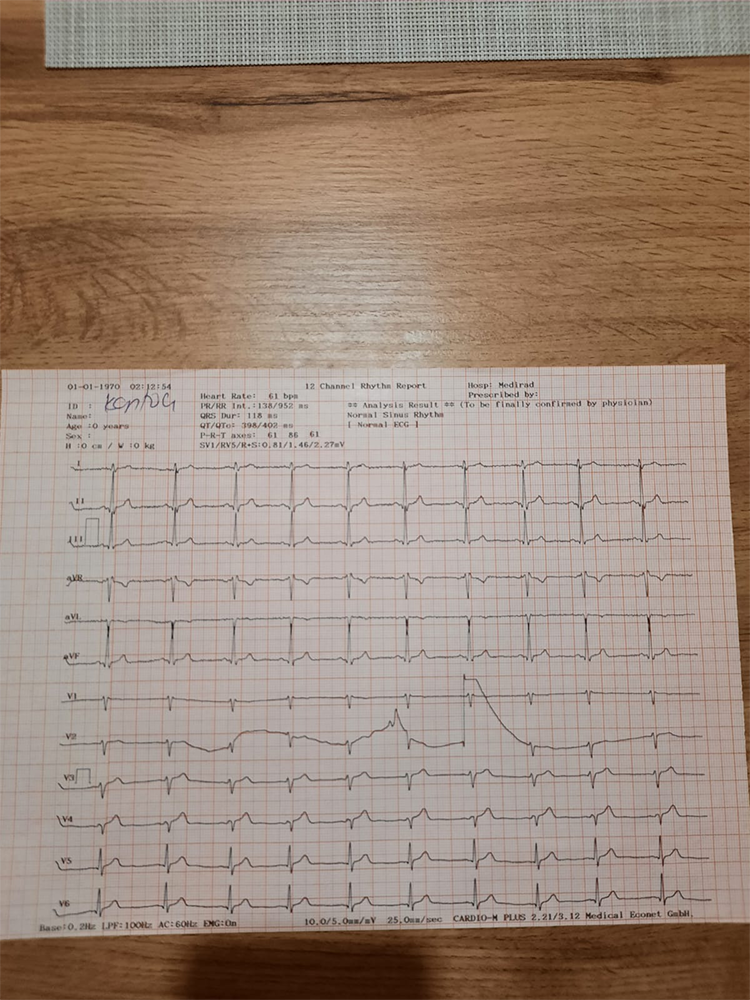 01-01-1970 02:12:54 12 Channel Rhythm Report Hosp: Medirad
Prescribed by:
ID :
Name:
Age :0 years
Sex :
H :0 cm / W :0 kg
Heart Rate: 61 bps
PR/RR Int.:138/952 ms
QRS Dur: 118 ms
QT/QTc: 398/402 ms
P-R-T axes: 61 86 61
SV1/RV5/R+S:0.81/1.46/2.27mV
** Analysis Result ** (To be finally confirmed by physician)
Normal Sinus Rhythm
[ Normal ECG ]
I
II
III
aVR
aVL
aVF
V1
V2
V3
V4
V5
V6
Base:0.2Hz LPF:100Hz AC:60Hz EMG:On 10.0/5.0mm/mV 25.0mm/sec CARDIO-M PLUS 2.21/3.12 Medical Econet GmbH.